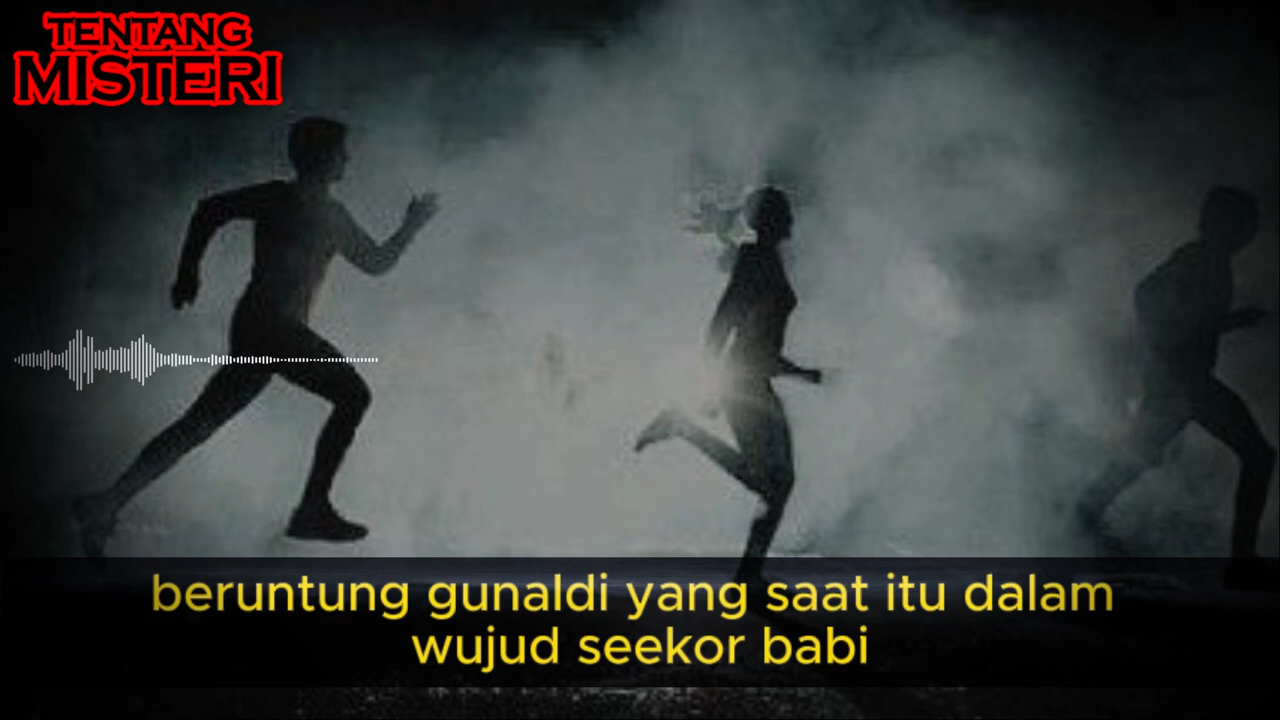 TENTANG
MISTERI
beruntung gunaldi yang saat itu dalam
wujud seekor babi